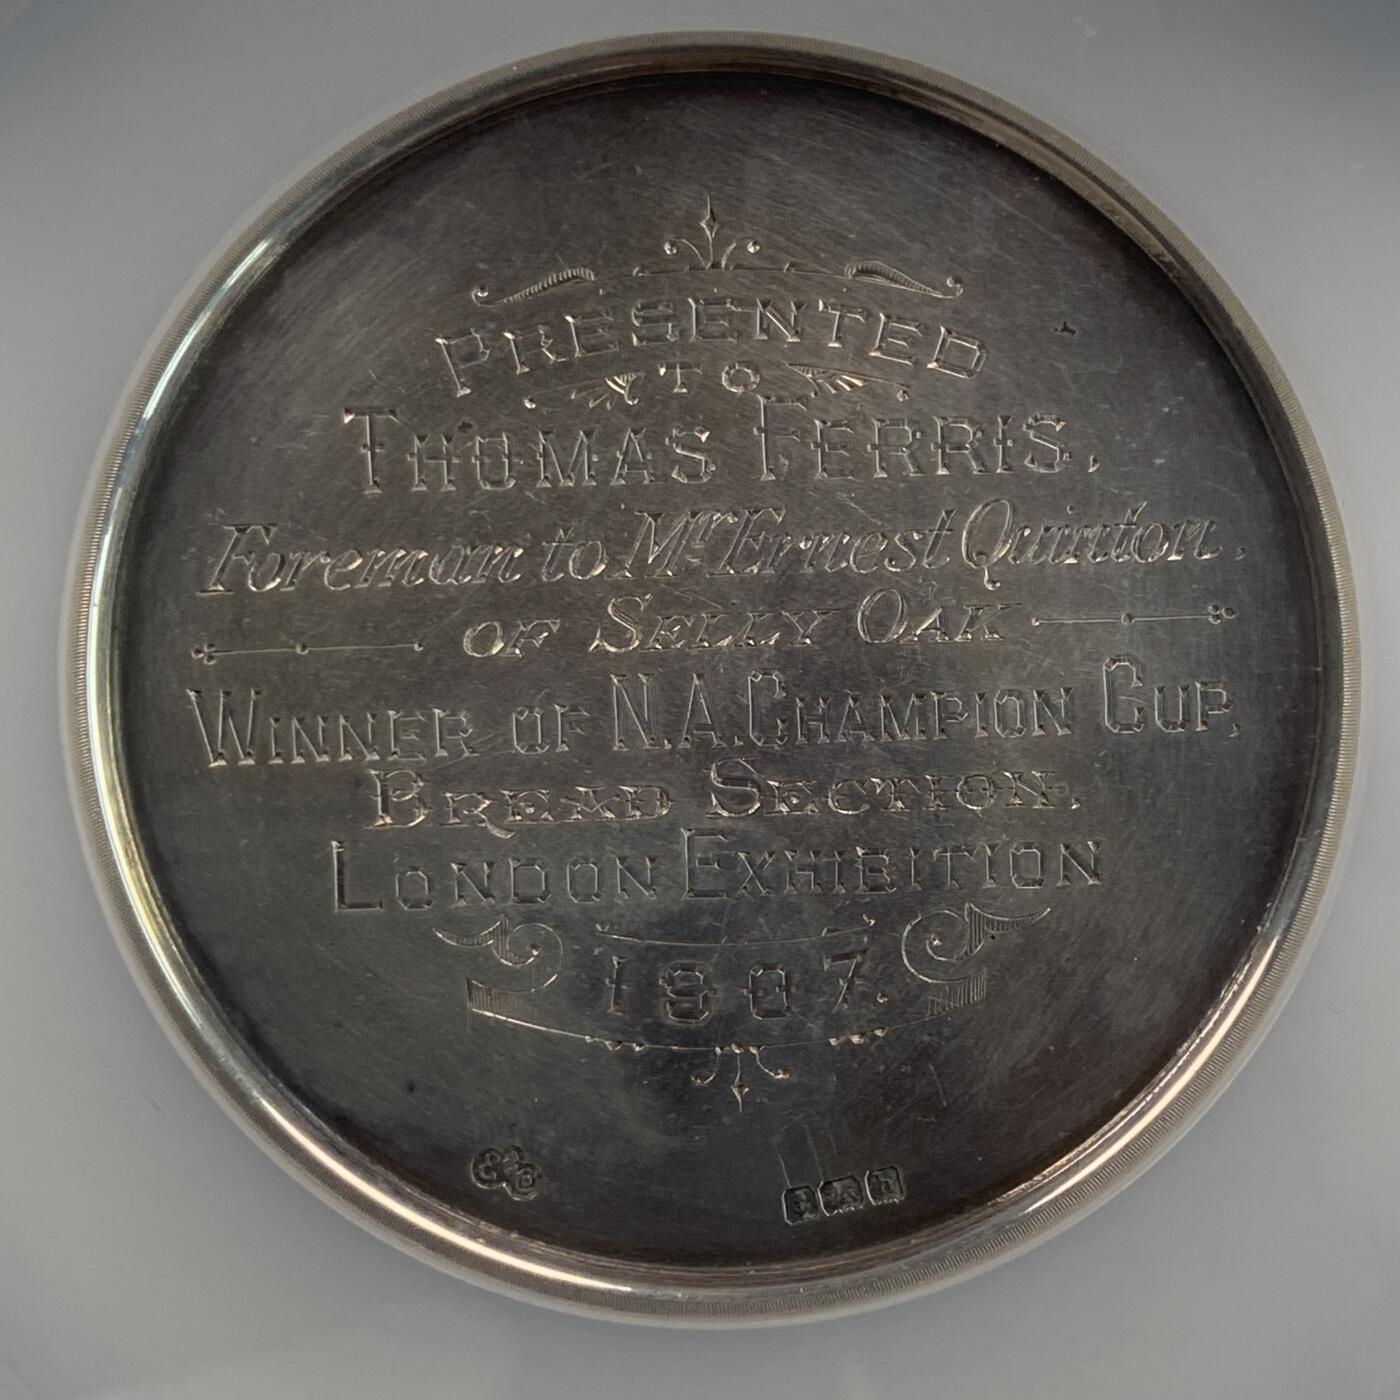 PRESENTED
TO
THOMAS FERRIS,
Foreman to Mr Ernest Quinton,
OF SELLY OAK
WINNER OF N.A. CHAMPION CUP,
BREAD SECTION,
LONDON EXHIBITION
1907.